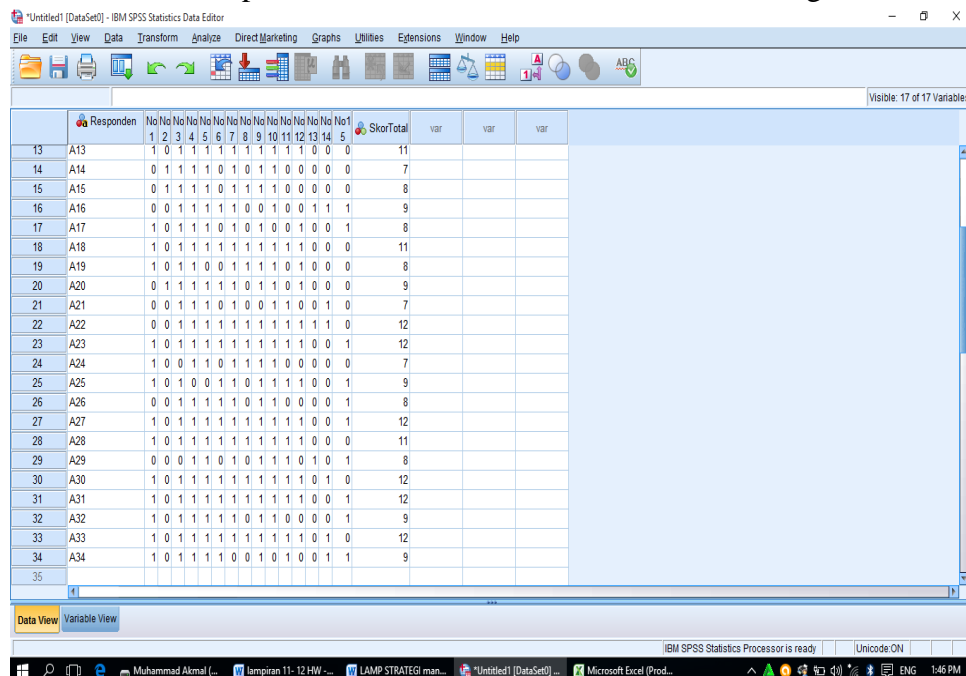 *Untitled1 [DataSet0] - IBM SPSS Statistics Data Editor
File Edit View Data Transform Analyze Direct Marketing Graphs Utilities Extensions Window Help
Visible: 17 of 17 Variables
Responden No1 No2 No3 No4 No5 No6 No7 No8 No9 No10 No11 No12 No13 No14 No15 SkorTotal var var var
13 A13 1 0 1 1 1 1 1 1 1 1 1 1 0 0 0 11
14 A14 0 1 1 1 1 0 1 0 1 1 0 0 0 0 0 7
15 A15 0 1 1 1 1 0 1 0 1 1 1 0 0 0 0 8
16 A16 0 0 1 1 1 1 1 0 0 1 0 0 1 1 1 9
17 A17 1 0 1 1 1 0 1 0 1 0 0 1 0 0 1 8
18 A18 1 0 1 1 1 1 1 1 1 1 1 1 0 0 0 11
19 A19 1 0 1 1 0 0 1 1 1 1 0 1 0 0 0 8
20 A20 0 1 1 1 1 1 1 0 1 1 0 1 0 0 0 9
21 A21 0 0 1 1 1 0 1 0 0 1 1 0 0 1 0 7
22 A22 0 0 1 1 1 1 1 1 1 1 1 1 1 1 0 12
23 A23 1 0 1 1 1 1 1 1 1 1 1 1 0 0 1 12
24 A24 1 0 0 1 1 0 1 1 1 1 0 0 0 0 0 7
25 A25 1 0 1 0 0 1 1 0 1 1 1 1 0 0 1 9
26 A26 0 0 1 1 1 1 1 0 1 0 1 0 0 0 1 8
27 A27 1 0 1 1 1 1 1 1 1 1 1 1 0 0 1 12
28 A28 1 0 1 1 1 1 1 1 1 1 1 1 0 0 0 11
29 A29 0 0 0 1 1 0 1 0 1 1 1 0 1 0 1 8
30 A30 1 0 1 1 1 1 1 1 1 1 1 1 0 1 0 12
31 A31 1 0 1 1 1 1 1 1 1 1 1 1 0 0 1 12
32 A32 1 0 1 1 1 1 1 0 1 1 0 0 0 0 1 9
33 A33 1 0 1 1 1 1 1 1 1 1 1 1 0 1 0 12
34 A34 1 0 1 1 1 1 0 0 1 0 1 0 0 1 1 9
35
Data View Variable View
IBM SPSS Statistics Processor is ready Unicode:ON
Muhammad Akmal (... lampiran 11- 12 HW -... LAMP STRATEGI man... *Untitled1 [DataSet0] ... Microsoft Excel (Prod... ENG 1:46 PM